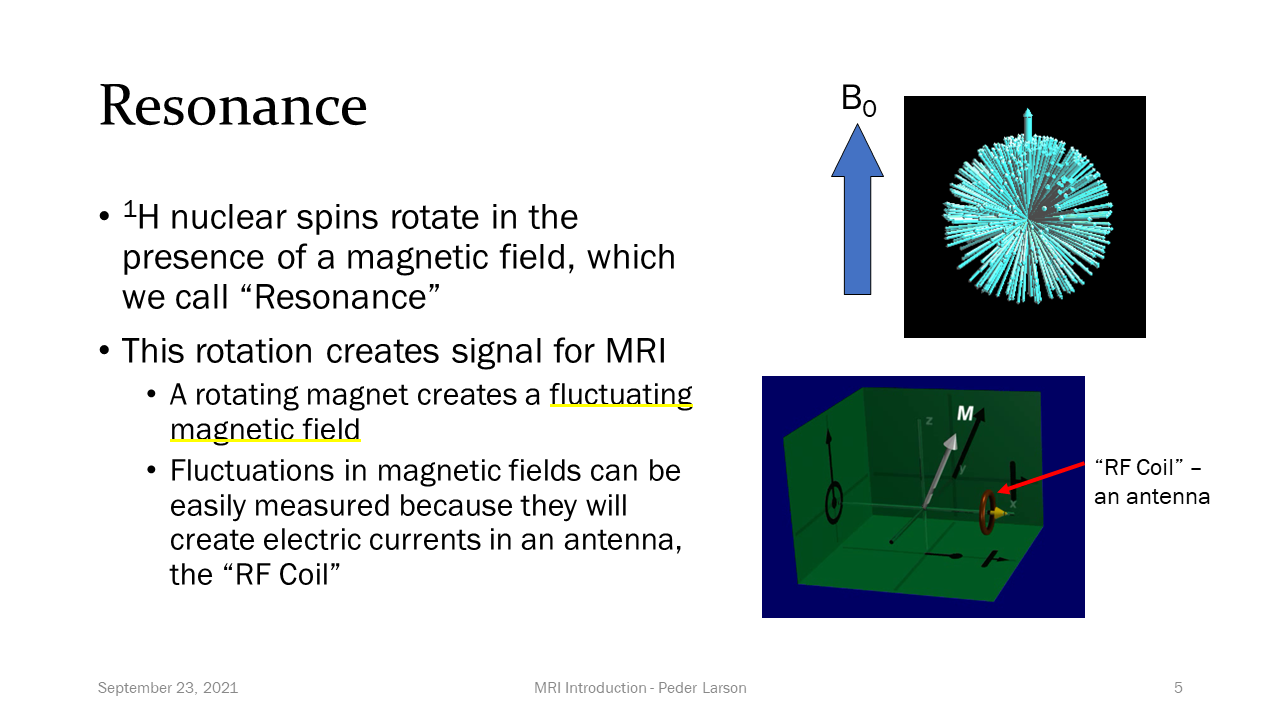 Resonance
• ¹H nuclear spins rotate in the
presence of a magnetic field, which
we call “Resonance”
• This rotation creates signal for MRI
• A rotating magnet creates a fluctuating
magnetic field
• Fluctuations in magnetic fields can be
easily measured because they will
create electric currents in an antenna,
the “RF Coil”
B₀
M
z
y
x
“RF Coil” –
an antenna
September 23, 2021
MRI Introduction - Peder Larson
5